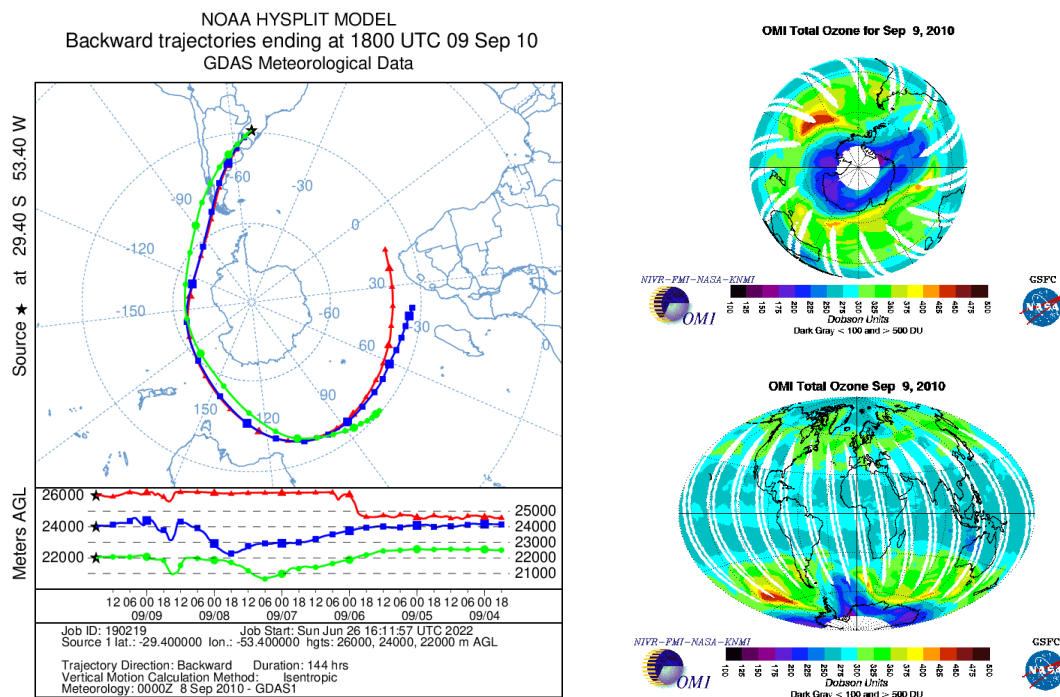 NOAA HYSPLIT MODEL
Backward trajectories ending at 1800 UTC 09 Sep 10
GDAS Meteorological Data
Source ★ at 29.40 S 53.40 W
-30
-60
-90
0
-120
30
30
-150
-60
60
0
90
150
120
Meters AGL
26000
24000
22000
25000
24000
23000
22000
21000
12 06 00 18 12 06 00 18 12 06 00 18 12 06 00 18 12 06 00 18 12 06 00 18
09/09 09/08 09/07 09/06 09/05 09/04
Job ID: 190219 Job Start: Sun Jun 26 16:11:57 UTC 2022
Source 1 lat.: -29.400000 lon.: -53.400000 hgts: 26000, 24000, 22000 m AGL
Trajectory Direction: Backward Duration: 144 hrs
Vertical Motion Calculation Method: Isentropic
Meteorology: 0000Z 8 Sep 2010 - GDAS1
OMI Total Ozone for Sep 9, 2010
NIVR-FMI-NASA-KNMI
GSFC
OMI
NASA
100 125 150 175 200 225 250 275 300 325 350 375 400 425 450 475 500
Dobson Units
Dark Gray < 100 and > 500 DU
OMI Total Ozone Sep 9, 2010
NIVR-FMI-NASA-KNMI
GSFC
OMI
NASA
100 125 150 175 200 225 250 275 300 325 350 375 400 425 450 475 500
Dobson Units
Dark Gray < 100 and > 500 DU